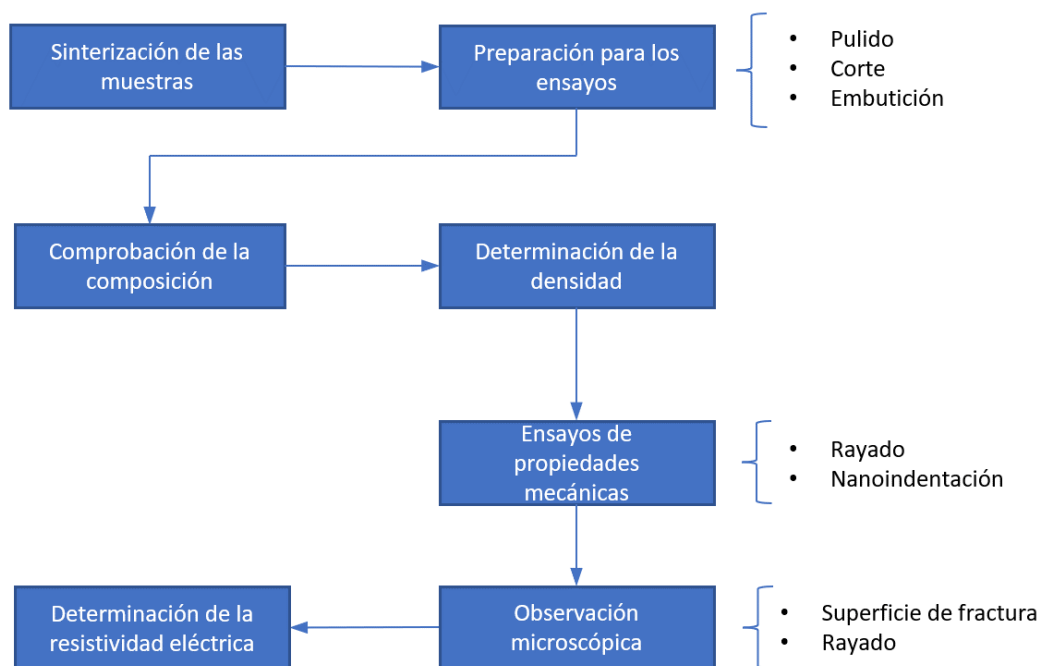 Sinterización de las
muestras
Preparación para los
ensayos
• Pulido
• Corte
• Embutición
Comprobación de la
composición
Determinación de la
densidad
Ensayos de
propiedades
mecánicas
• Rayado
• Nanoindentación
Determinación de la
resistividad eléctrica
Observación
microscópica
• Superficie de fractura
• Rayado